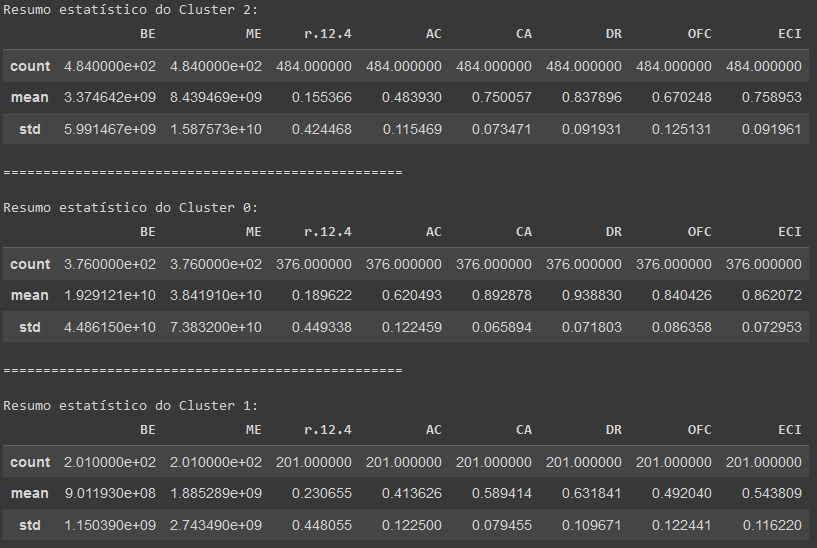 Resumo estatístico do Cluster 2:
BE ME r.12.4 AC CA DR OFC ECI
count 4.840000e+02 4.840000e+02 484.000000 484.000000 484.000000 484.000000 484.000000 484.000000
mean 3.374642e+09 8.439469e+09 0.155366 0.483930 0.750057 0.837896 0.670248 0.758953
std 5.991467e+09 1.587573e+10 0.424468 0.115469 0.073471 0.091931 0.125131 0.091961
==================================================
Resumo estatístico do Cluster 0:
BE ME r.12.4 AC CA DR OFC ECI
count 3.760000e+02 3.760000e+02 376.000000 376.000000 376.000000 376.000000 376.000000 376.000000
mean 1.929121e+10 3.841910e+10 0.189622 0.620493 0.892878 0.938830 0.840426 0.862072
std 4.486150e+10 7.383200e+10 0.449338 0.122459 0.065894 0.071803 0.086358 0.072953
==================================================
Resumo estatístico do Cluster 1:
BE ME r.12.4 AC CA DR OFC ECI
count 2.010000e+02 2.010000e+02 201.000000 201.000000 201.000000 201.000000 201.000000 201.000000
mean 9.011930e+08 1.885289e+09 0.230655 0.413626 0.589414 0.631841 0.492040 0.543809
std 1.150390e+09 2.743490e+09 0.448055 0.122500 0.079455 0.109671 0.122441 0.116220